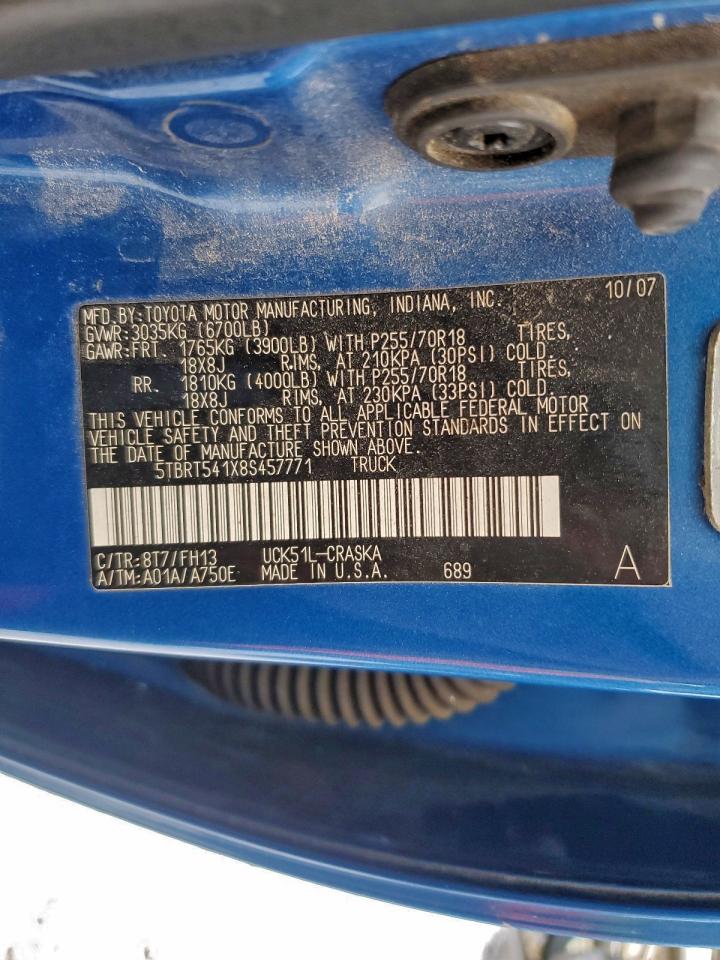 MFD.BY:TOYOTA MOTOR MANUFACTURING, INDIANA, INC. 10/07
GVWR:3035KG (6700LB)
GAWR:FRT. 1765KG (3900LB) WITH P255/70R18 TIRES,
18X8J RIMS, AT 210KPA (30PSI) COLD.
RR. 1810KG (4000LB) WITH P255/70R18 TIRES,
18X8J RIMS, AT 230KPA (33PSI) COLD.
THIS VEHICLE CONFORMS TO ALL APPLICABLE FEDERAL MOTOR
VEHICLE SAFETY AND THEFT PREVENTION STANDARDS IN EFFECT ON
THE DATE OF MANUFACTURE SHOWN ABOVE.
5TBRT541X8S457771 TRUCK
C/TR:8T7/FH13 UCK51L-CRASKA
A/TM:A01A/A750E MADE IN U.S.A. 689 A